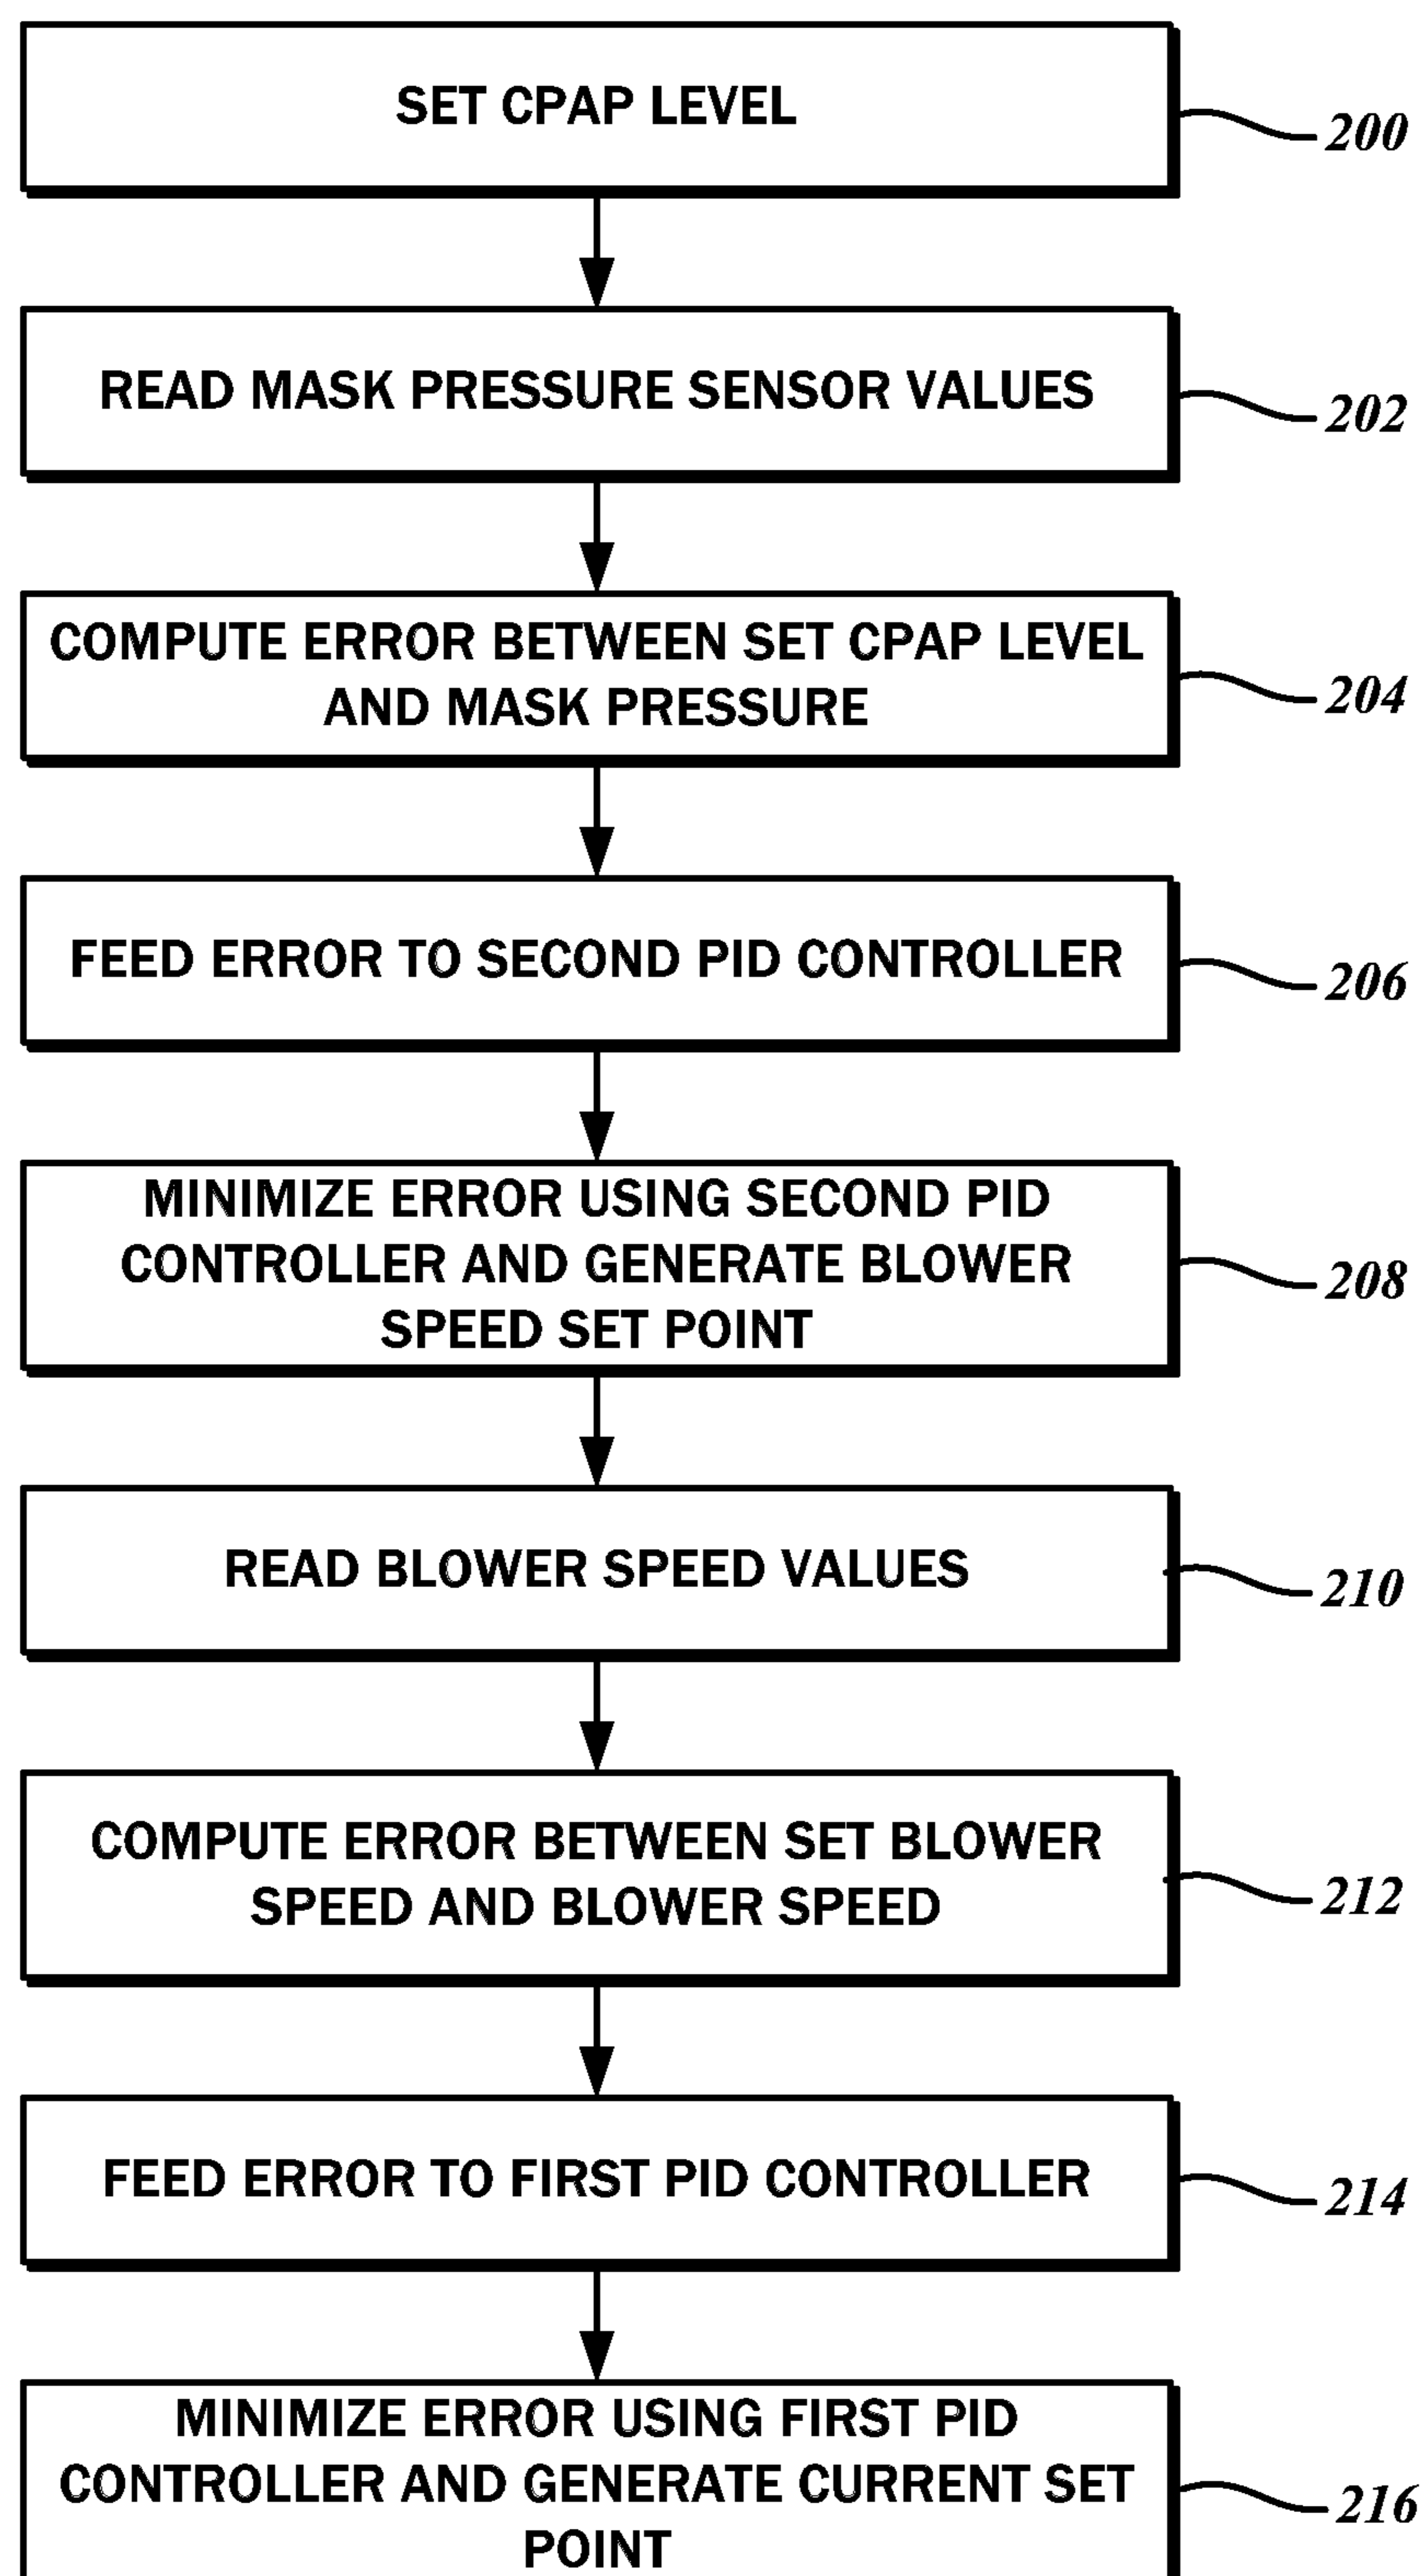 SET CPAP LEVEL
200
READ MASK PRESSURE SENSOR VALUES
202
COMPUTE ERROR BETWEEN SET CPAP LEVEL
AND MASK PRESSURE
204
FEED ERROR TO SECOND PID CONTROLLER
206
MINIMIZE ERROR USING SECOND PID
CONTROLLER AND GENERATE BLOWER
SPEED SET POINT
208
READ BLOWER SPEED VALUES
210
COMPUTE ERROR BETWEEN SET BLOWER
SPEED AND BLOWER SPEED
212
FEED ERROR TO FIRST PID CONTROLLER
214
MINIMIZE ERROR USING FIRST PID
CONTROLLER AND GENERATE CURRENT SET
POINT
216